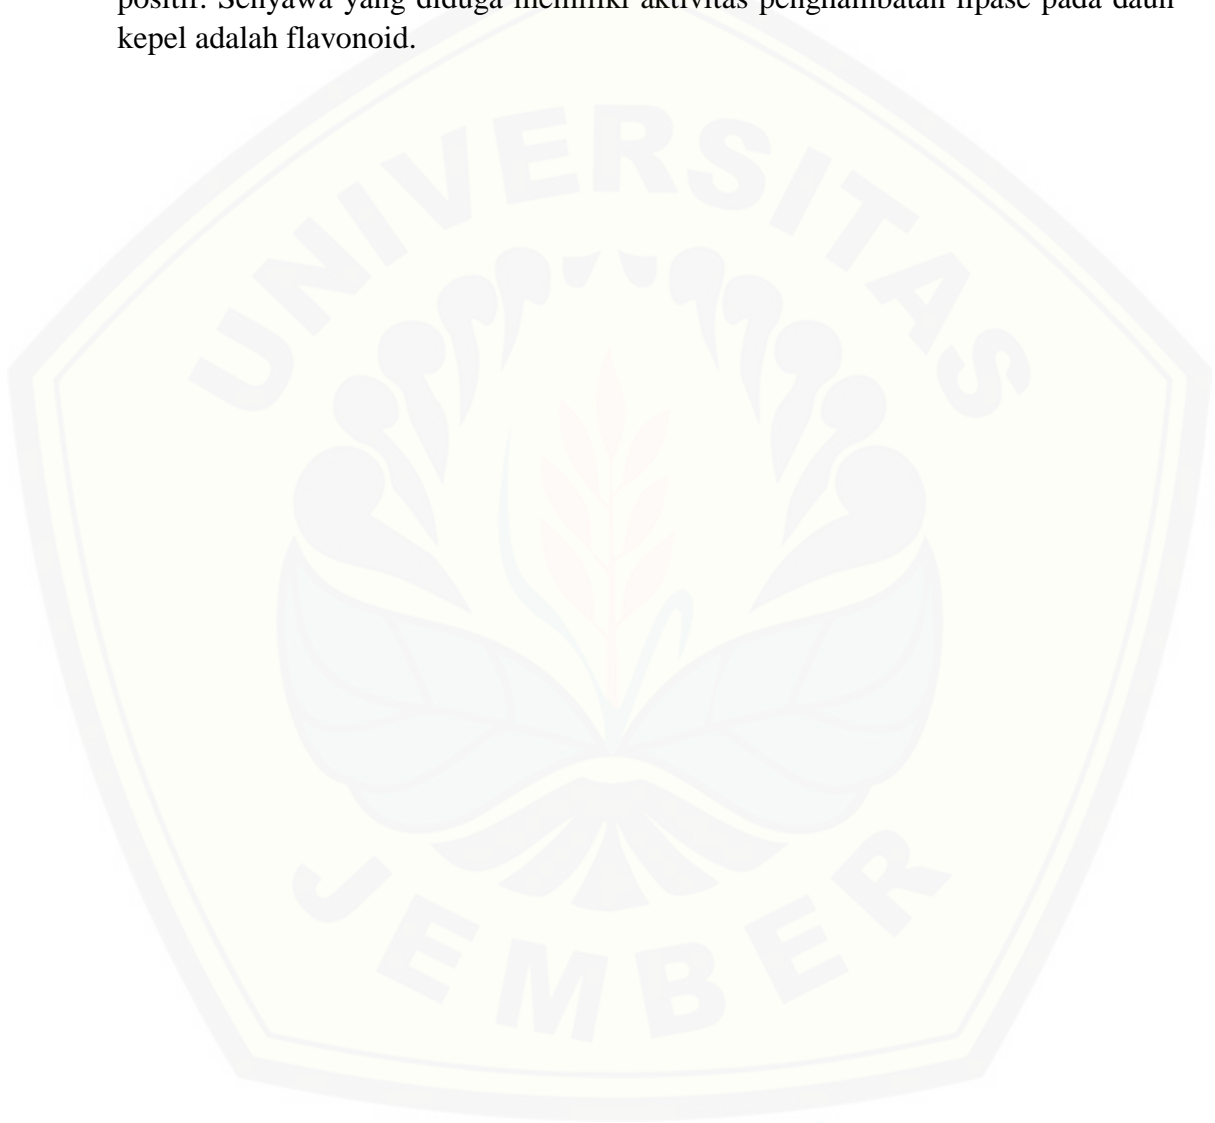 positif. Senyawa yang diduga memiliki aktivitas penghambatan lipase pada daun
kepel adalah flavonoid.
UNIVERSITAS
JEMBER